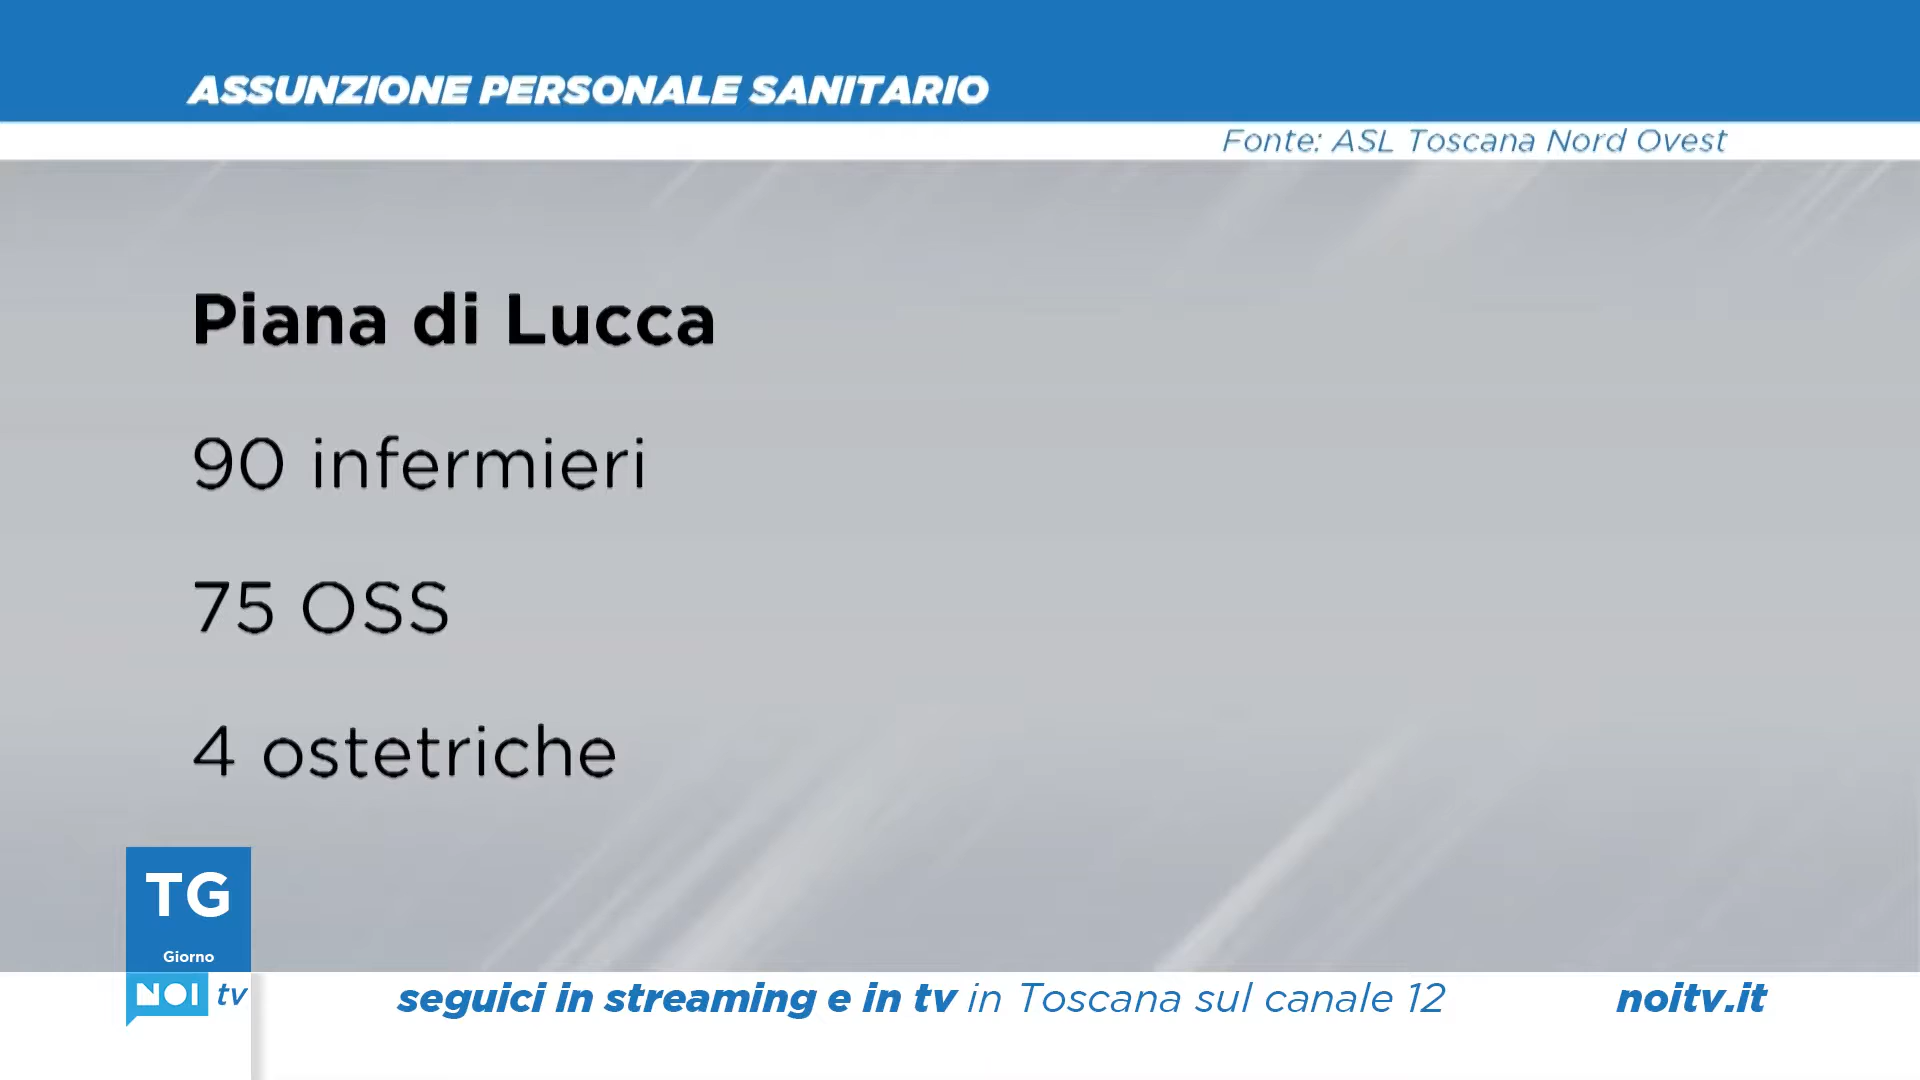 ASSUNZIONE PERSONALE SANITARIO
Fonte: ASL Toscana Nord Ovest
Piana di Lucca
90 infermieri
75 OSS
4 ostetriche
TG
Giorno
NOI tv
seguici in streaming e in tv in Toscana sul canale 12
noitv.it